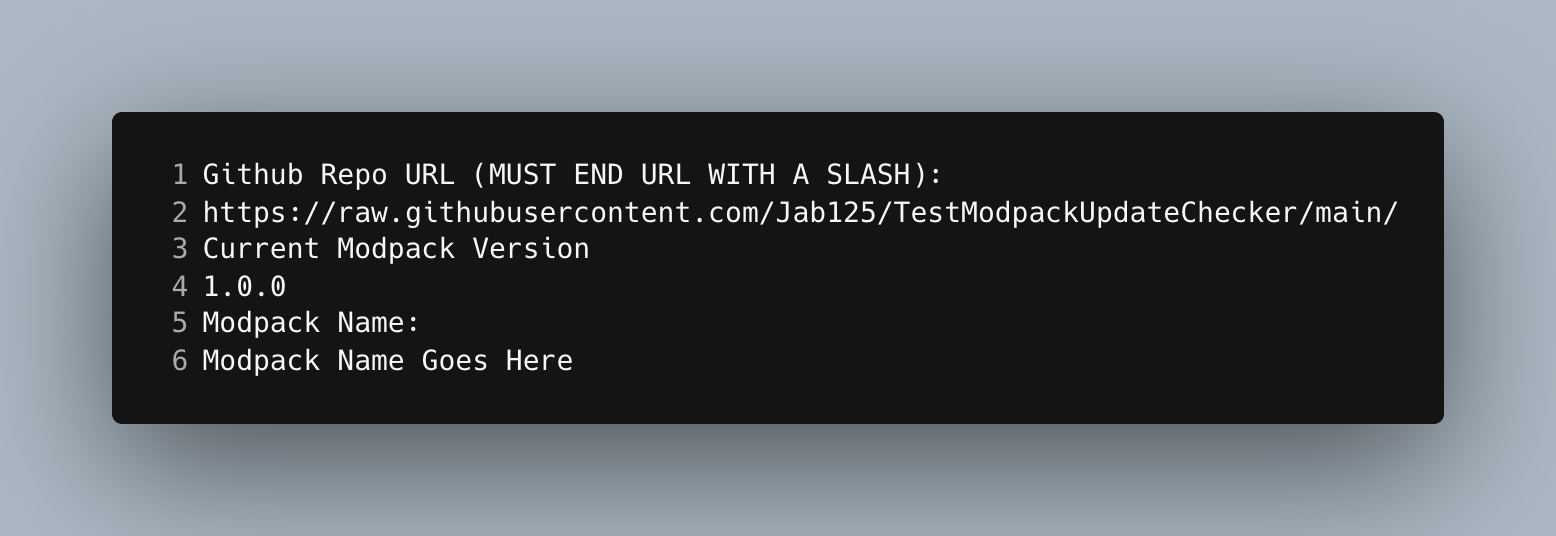 1 Github Repo URL (MUST END URL WITH A SLASH):
2 https://raw.githubusercontent.com/Jab125/TestModpackUpdateChecker/main/
3 Current Modpack Version
4 1.0.0
5 Modpack Name:
6 Modpack Name Goes Here